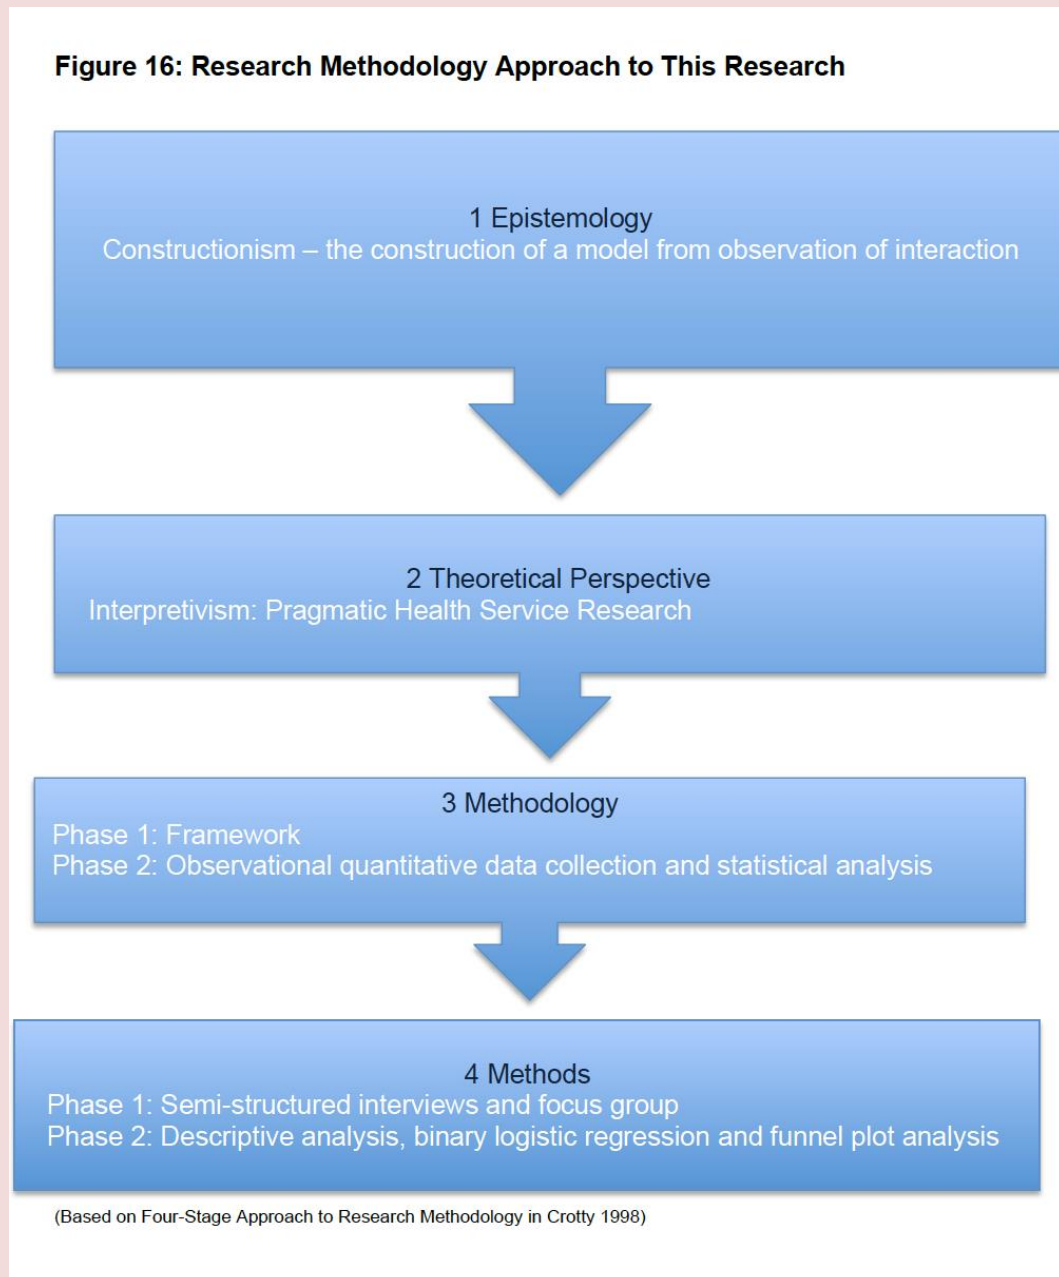 Figure 16: Research Methodology Approach to This Research
1 Epistemology
Constructionism – the construction of a model from observation of interaction
2 Theoretical Perspective
Interpretivism: Pragmatic Health Service Research
3 Methodology
Phase 1: Framework
Phase 2: Observational quantitative data collection and statistical analysis
4 Methods
Phase 1: Semi-structured interviews and focus group
Phase 2: Descriptive analysis, binary logistic regression and funnel plot analysis
(Based on Four-Stage Approach to Research Methodology in Crotty 1998)